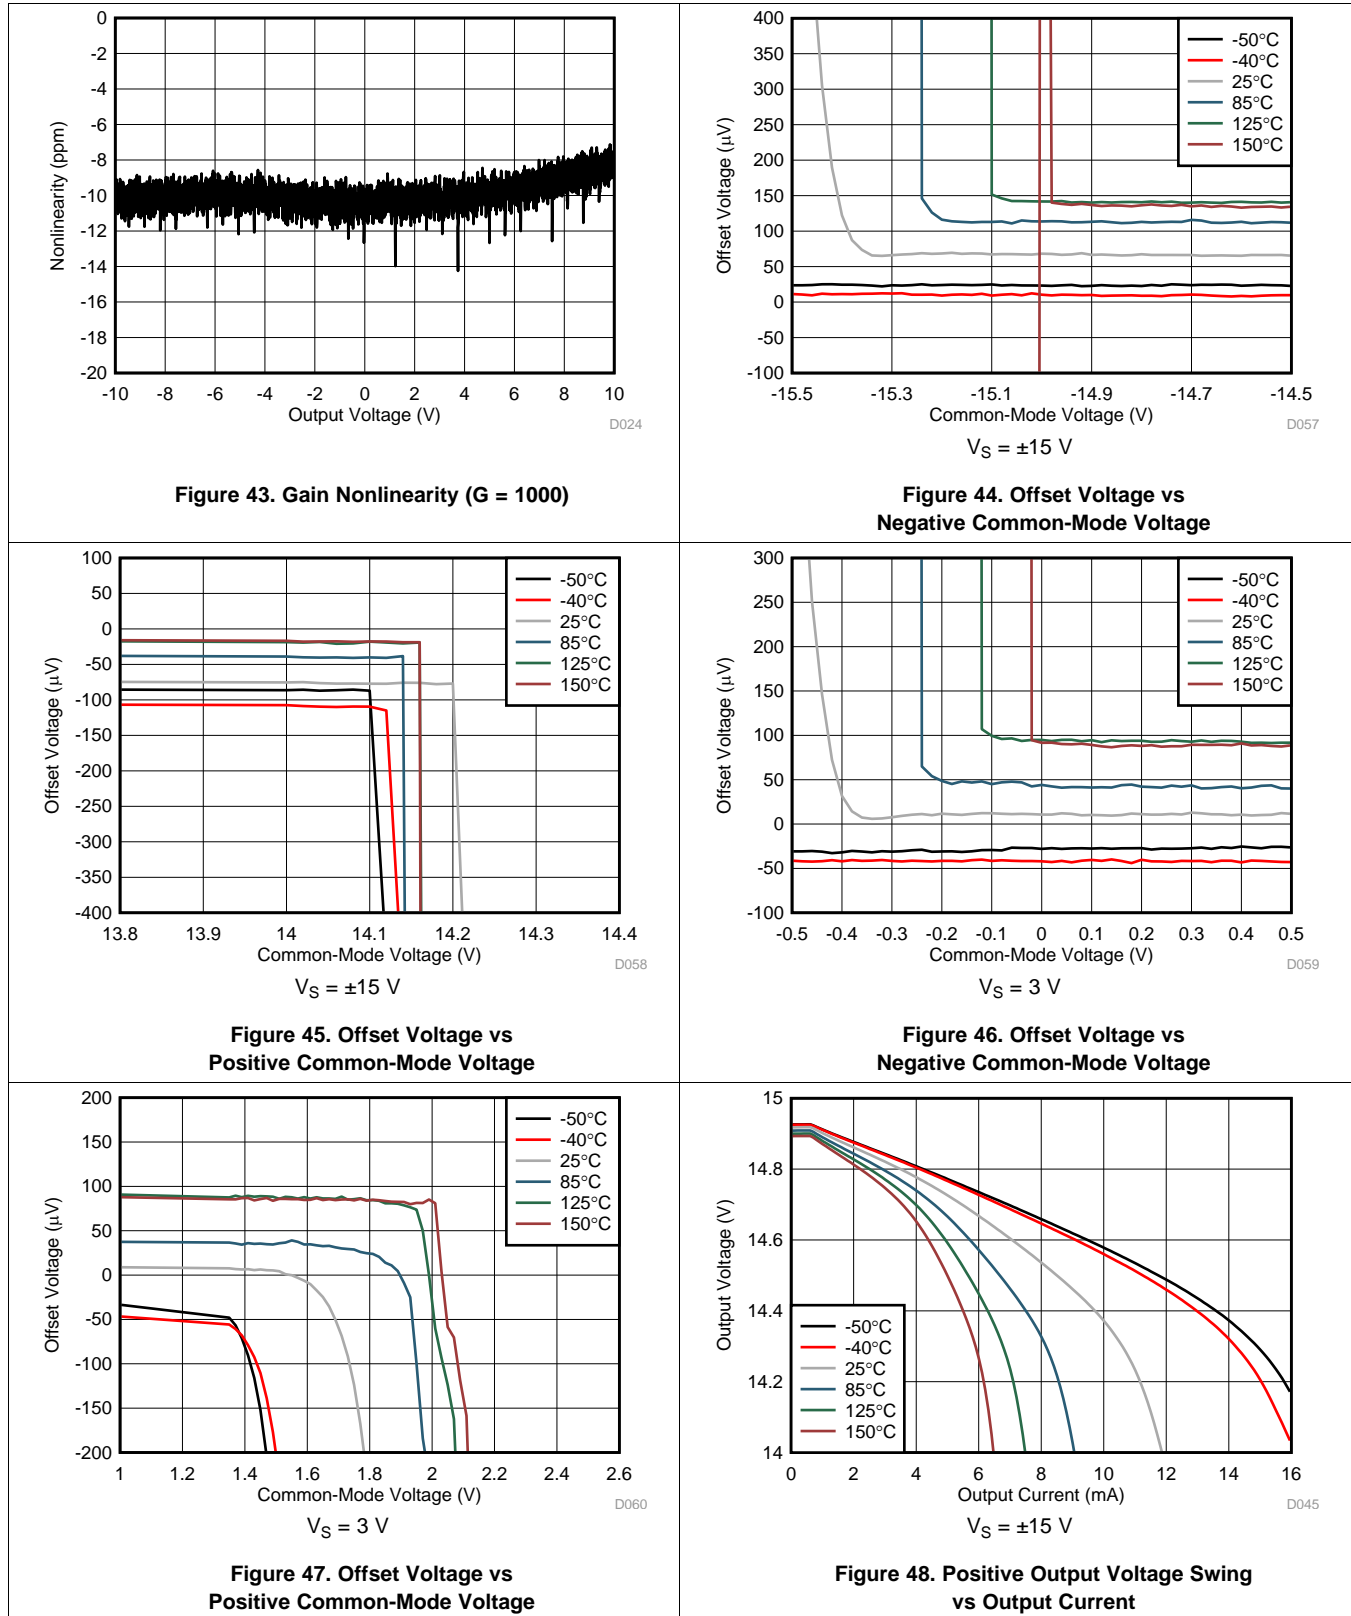 0
-2
-4
-6
-8
-10
-12
-14
-16
-18
-20
Nonlinearity (ppm)
-10 -8 -6 -4 -2 0 2 4 6 8 10
Output Voltage (V)
D024
Figure 43. Gain Nonlinearity (G = 1000)
400
350
300
250
200
150
100
50
0
-50
-100
Offset Voltage (μV)
-50°C
-40°C
25°C
85°C
125°C
150°C
-15.5 -15.3 -15.1 -14.9 -14.7 -14.5
Common-Mode Voltage (V)
D057
VS = ±15 V
Figure 44. Offset Voltage vs
Negative Common-Mode Voltage
100
50
0
-50
-100
-150
-200
-250
-300
-350
-400
Offset Voltage (μV)
-50°C
-40°C
25°C
85°C
125°C
150°C
13.8 13.9 14 14.1 14.2 14.3 14.4
Common-Mode Voltage (V)
D058
VS = ±15 V
Figure 45. Offset Voltage vs
Positive Common-Mode Voltage
300
250
200
150
100
50
0
-50
-100
Offset Voltage (μV)
-50°C
-40°C
25°C
85°C
125°C
150°C
-0.5 -0.4 -0.3 -0.2 -0.1 0 0.1 0.2 0.3 0.4 0.5
Common-Mode Voltage (V)
D059
VS = 3 V
Figure 46. Offset Voltage vs
Negative Common-Mode Voltage
200
150
100
50
0
-50
-100
-150
-200
Offset Voltage (μV)
-50°C
-40°C
25°C
85°C
125°C
150°C
1 1.2 1.4 1.6 1.8 2 2.2 2.4 2.6
Common-Mode Voltage (V)
D060
VS = 3 V
Figure 47. Offset Voltage vs
Positive Common-Mode Voltage
15
14.8
14.6
14.4
14.2
14
Output Voltage (V)
-50°C
-40°C
25°C
85°C
125°C
150°C
0 2 4 6 8 10 12 14 16
Output Current (mA)
D045
VS = ±15 V
Figure 48. Positive Output Voltage Swing
vs Output Current